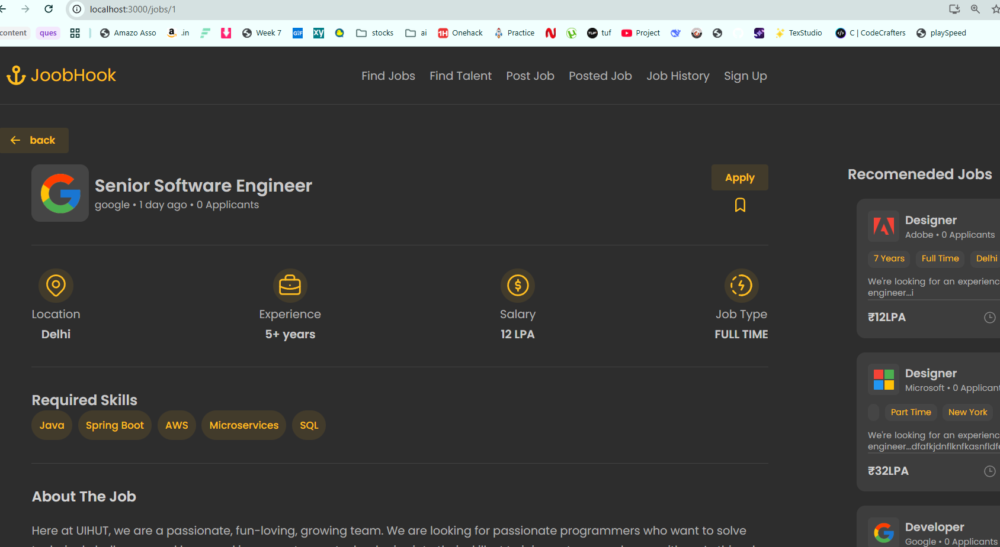 localhost:3000/jobs/1
content ques Amazo Asso .in Week 7 GIF xy stocks ai 1H Onehack Practice TUF tuf Project TexStudio C | CodeCrafters playSpeed
JoobHook Find Jobs Find Talent Post Job Posted Job Job History Sign Up
back
Senior Software Engineer
google • 1 day ago • 0 Applicants
Apply
Location
Delhi
Experience
5+ years
Salary
12 LPA
Job Type
FULL TIME
Required Skills
Java Spring Boot AWS Microservices SQL
About The Job
Here at UIHUT, we are a passionate, fun-loving, growing team. We are looking for passionate programmers who want to solve
Recomeneded Jobs
Designer
Adobe • 0 Applicants
7 Years Full Time Delhi
We're looking for an experienc
engineer...i
₹12LPA
Designer
Microsoft • 0 Applicant
Part Time New York
We're looking for an experienc
engineer...dfafkjdnflknfkasnfldf
₹32LPA
Developer
Google • 0 Applicants